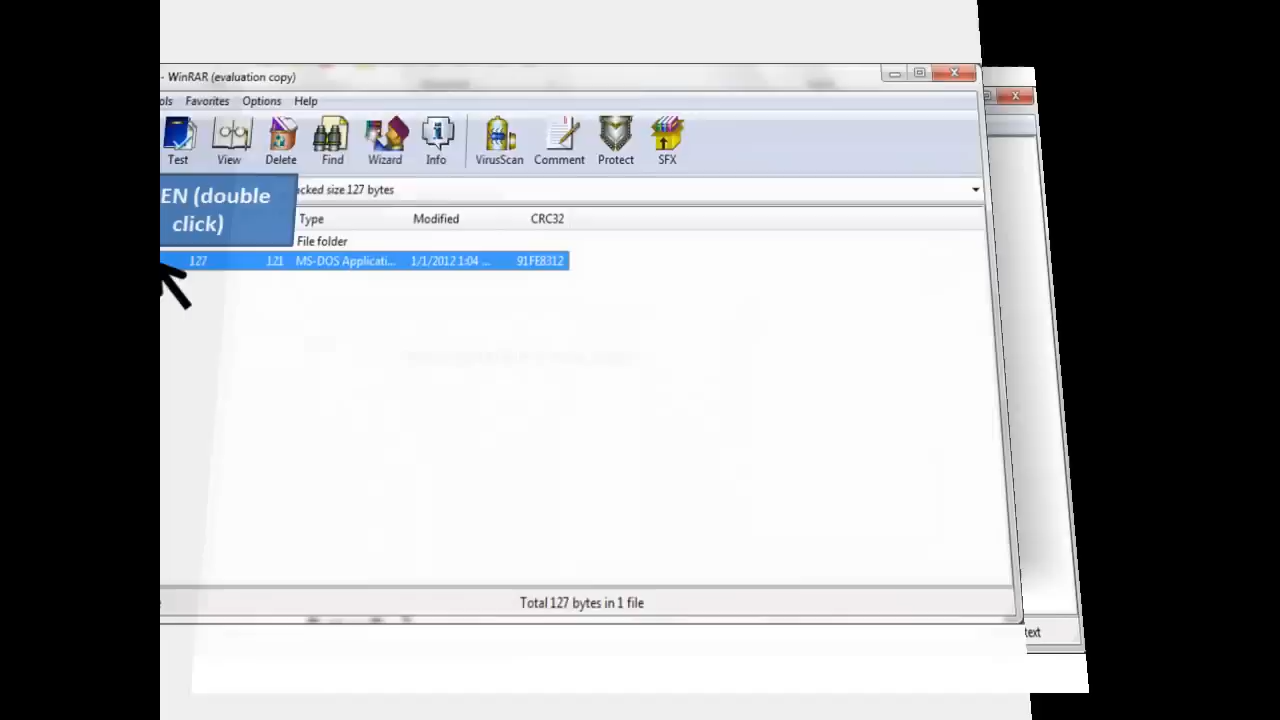 - WinRAR (evaluation copy)
ols Favorites Options Help
Test View Delete Find Wizard Info VirusScan Comment Protect SFX
EN (double
click)
acked size 127 bytes
Type Modified CRC32
File folder
127 121 MS-DOS Applicati... 1/1/2012 1:04 ... 91FE8312
Total 127 bytes in 1 file
text